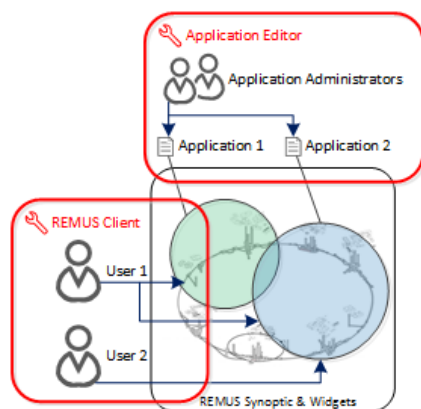 Application Editor
Application Administrators
Application 1
Application 2
REMUS Client
User 1
User 2
REMUS Synoptic & Widgets